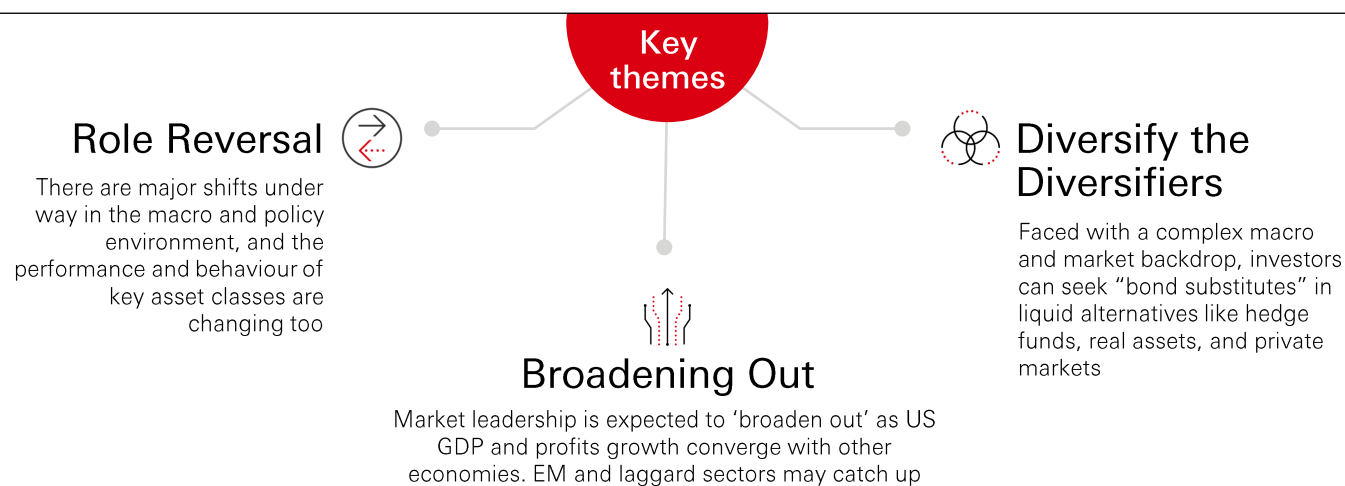 Key
themes
Role Reversal
There are major shifts under
way in the macro and policy
environment, and the
performance and behaviour of
key asset classes are
changing too
Broadening Out
Market leadership is expected to ‘broaden out’ as US
GDP and profits growth converge with other
economies. EM and laggard sectors may catch up
Diversify the
Diversifiers
Faced with a complex macro
and market backdrop, investors
can seek “bond substitutes” in
liquid alternatives like hedge
funds, real assets, and private
markets